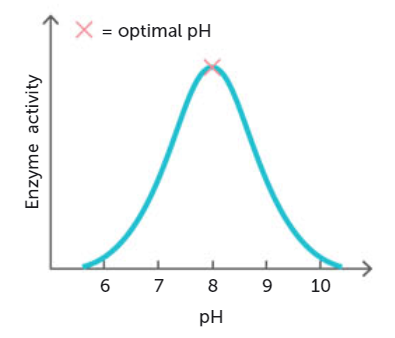 = optimal pH
Enzyme activity
6 7 8 9 10
pH